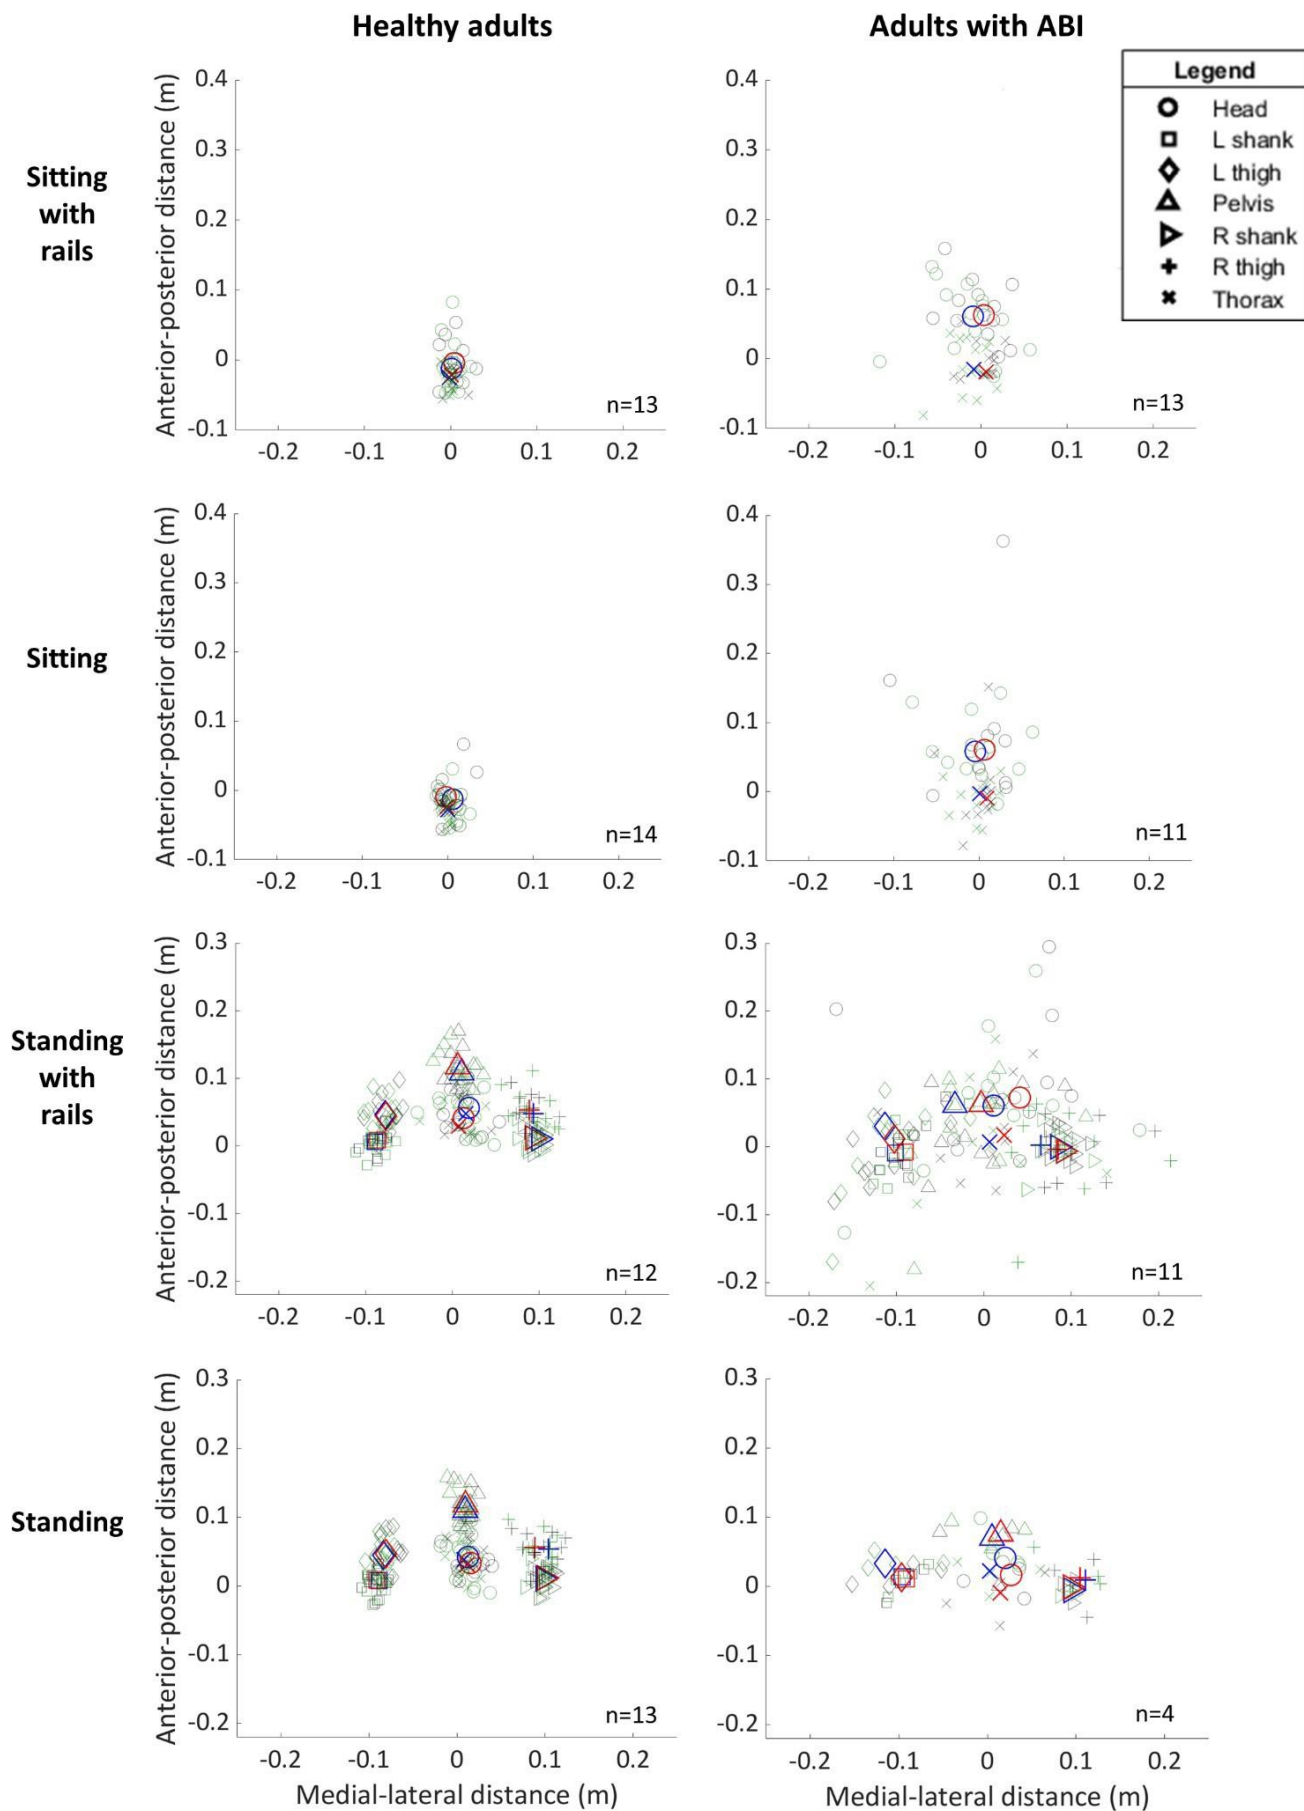 Healthy adults
Adults with ABI
Legend
Head
L shank
L thigh
Pelvis
R shank
R thigh
Thorax
Sitting
with
rails
Anterior-posterior distance (m)
0.4
0.3
0.2
0.1
0
-0.1
-0.2
-0.1
0
0.1
0.2
n=13
0.4
0.3
0.2
0.1
0
-0.1
-0.2
-0.1
0
0.1
0.2
n=13
Sitting
Anterior-posterior distance (m)
0.4
0.3
0.2
0.1
0
-0.1
-0.2
-0.1
0
0.1
0.2
n=14
0.4
0.3
0.2
0.1
0
-0.1
-0.2
-0.1
0
0.1
0.2
n=11
Standing
with
rails
Anterior-posterior distance (m)
0.3
0.2
0.1
0
-0.1
-0.2
-0.2
-0.1
0
0.1
0.2
n=12
0.3
0.2
0.1
0
-0.1
-0.2
-0.2
-0.1
0
0.1
0.2
n=11
Standing
Anterior-posterior distance (m)
0.3
0.2
0.1
0
-0.1
-0.2
-0.2
-0.1
0
0.1
0.2
n=13
Medial-lateral distance (m)
0.3
0.2
0.1
0
-0.1
-0.2
-0.2
-0.1
0
0.1
0.2
n=4
Medial-lateral distance (m)